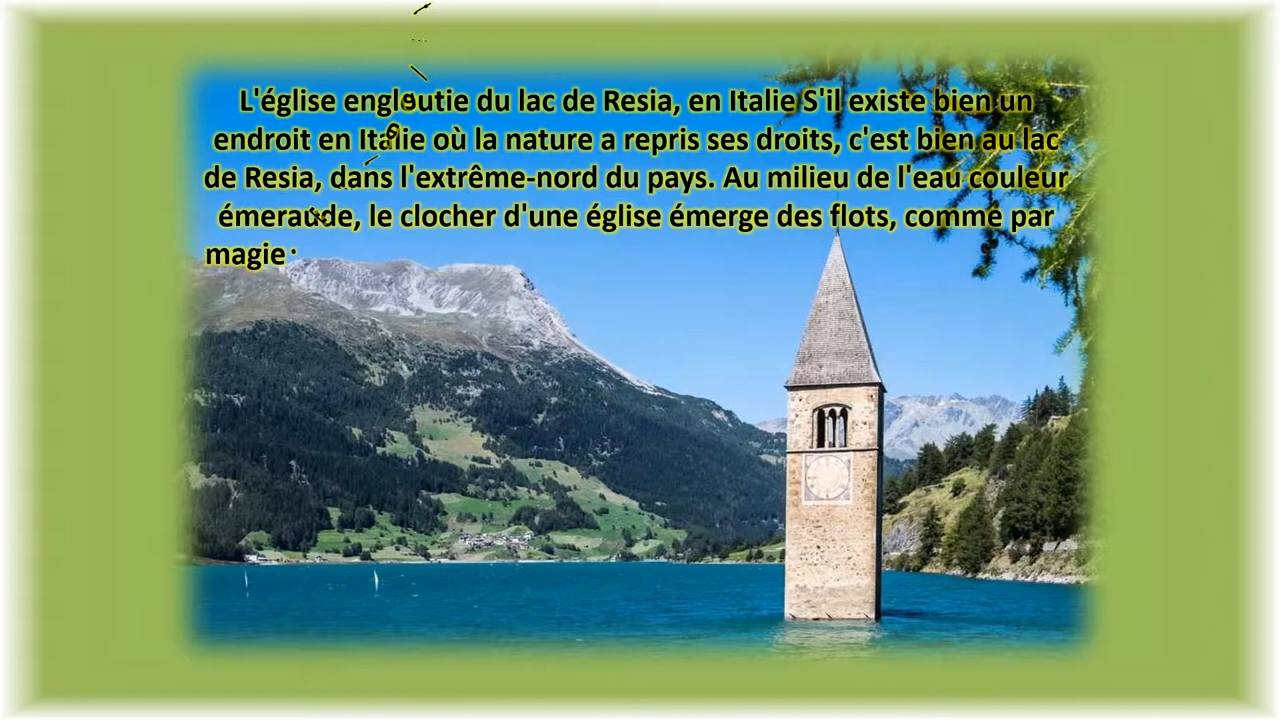 L'église engloutie du lac de Resia, en Italie S'il existe bien un
endroit en Italie où la nature a repris ses droits, c'est bien au lac
de Resia, dans l'extrême-nord du pays. Au milieu de l'eau couleur
émeraude, le clocher d'une église émerge des flots, comme par
magie